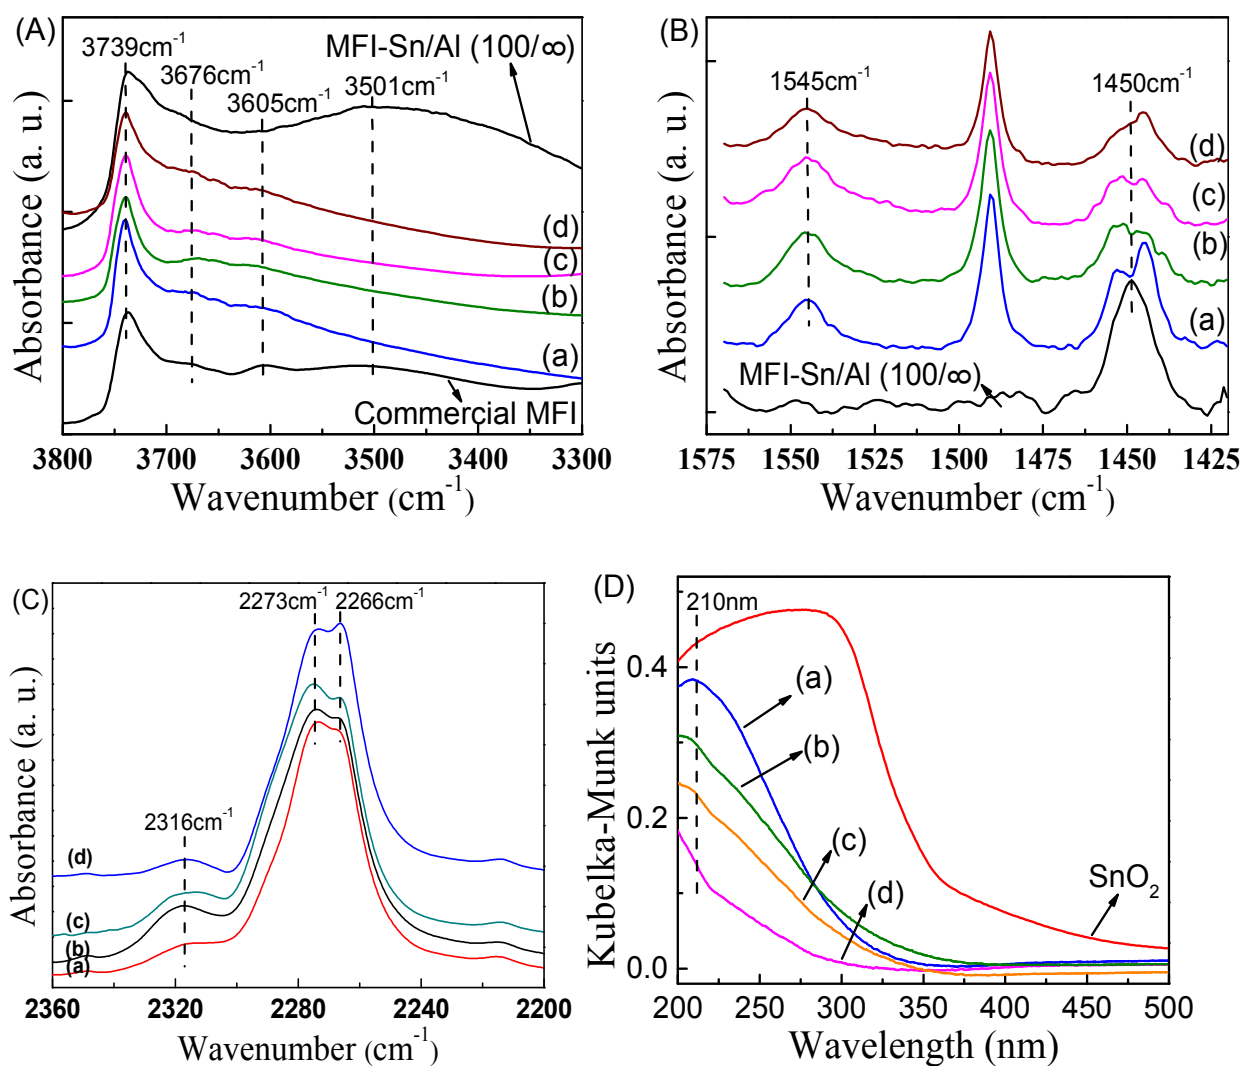 (A)
3739cm-1
3676cm-1
3605cm-1
3501cm-1
MFI-Sn/Al (100/∞)
(d)
(c)
(b)
(a)
Commercial MFI
Absorbance (a. u.)
3800 3700 3600 3500 3400 3300
Wavenumber (cm-1)
(B)
1545cm-1
1450cm-1
(d)
(c)
(b)
(a)
MFI-Sn/Al (100/∞)
Absorbance (a. u.)
1575 1550 1525 1500 1475 1450 1425
Wavenumber (cm-1)
(C)
2273cm-1 2266cm-1
2316cm-1
(d)
(c)
(b)
(a)
Absorbance (a. u.)
2360 2320 2280 2240 2200
Wavenumber (cm-1)
(D)
210nm
(a)
(b)
(c)
(d)
SnO2
0.4
0.2
0.0
Kubelka-Munk units
200 250 300 350 400 450 500
Wavelength (nm)